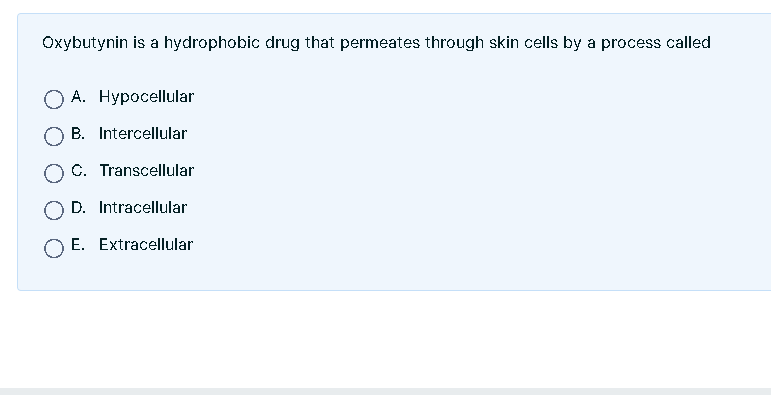 Oxybutynin is a hydrophobic drug that permeates through skin cells by a process called
A. Hypocellular
B. Intercellular
C. Transcellular
D. Intracellular
E. Extracellular